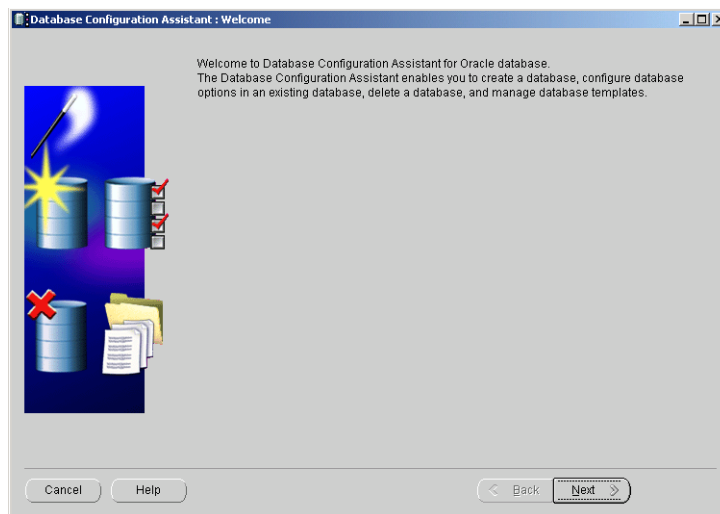 Database Configuration Assistant : Welcome
Welcome to Database Configuration Assistant for Oracle database.
The Database Configuration Assistant enables you to create a database, configure database
options in an existing database, delete a database, and manage database templates.
Cancel
Help
Back
Next